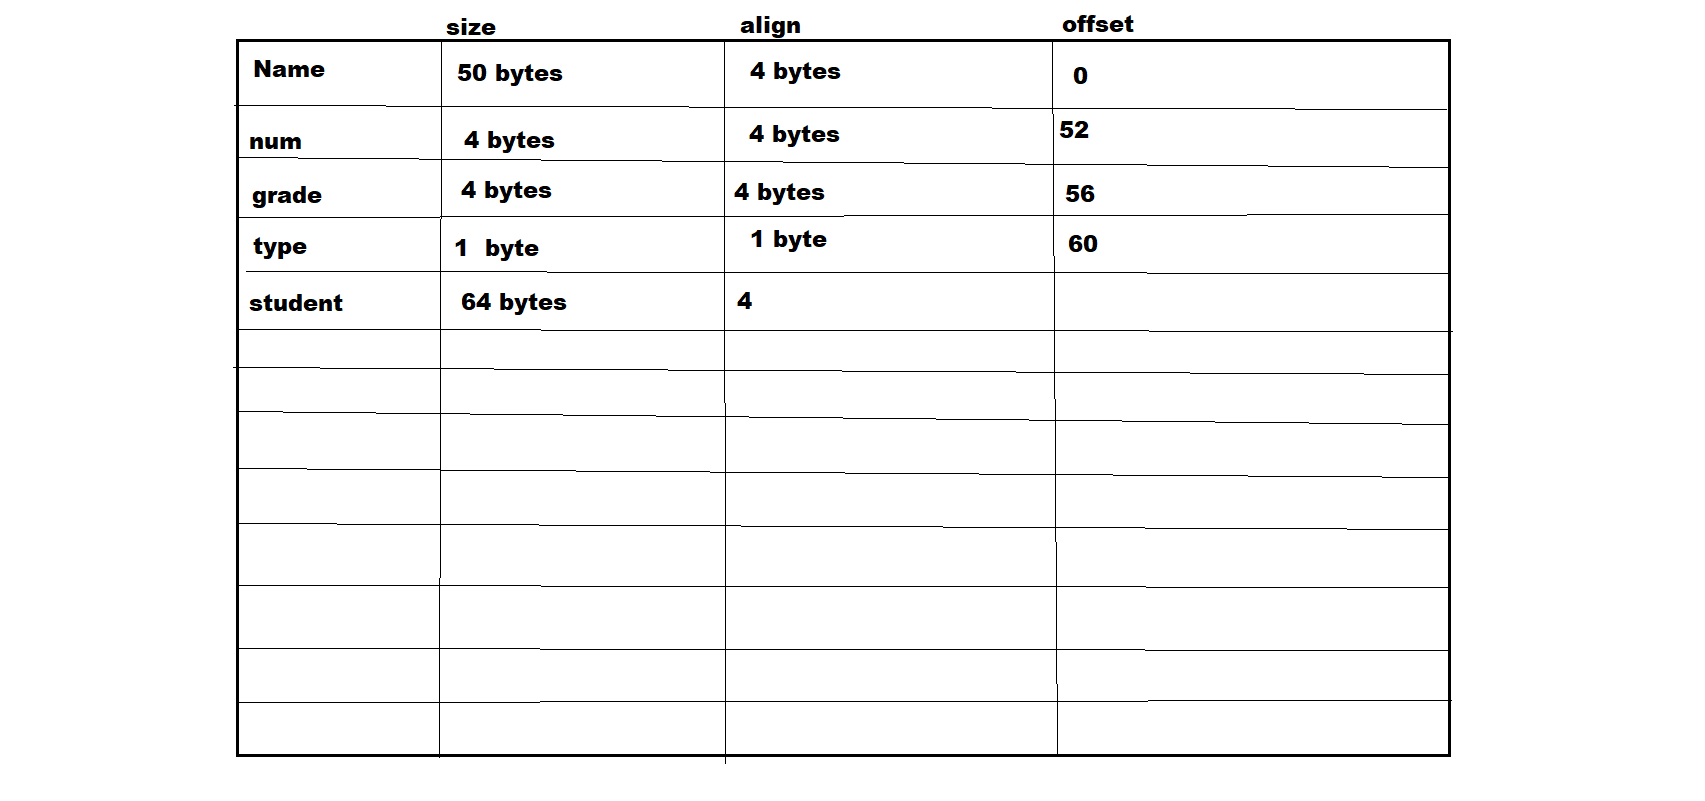 size align offset
Name 50 bytes 4 bytes 0
num 4 bytes 4 bytes 52
grade 4 bytes 4 bytes 56
type 1 byte 1 byte 60
student 64 bytes 4